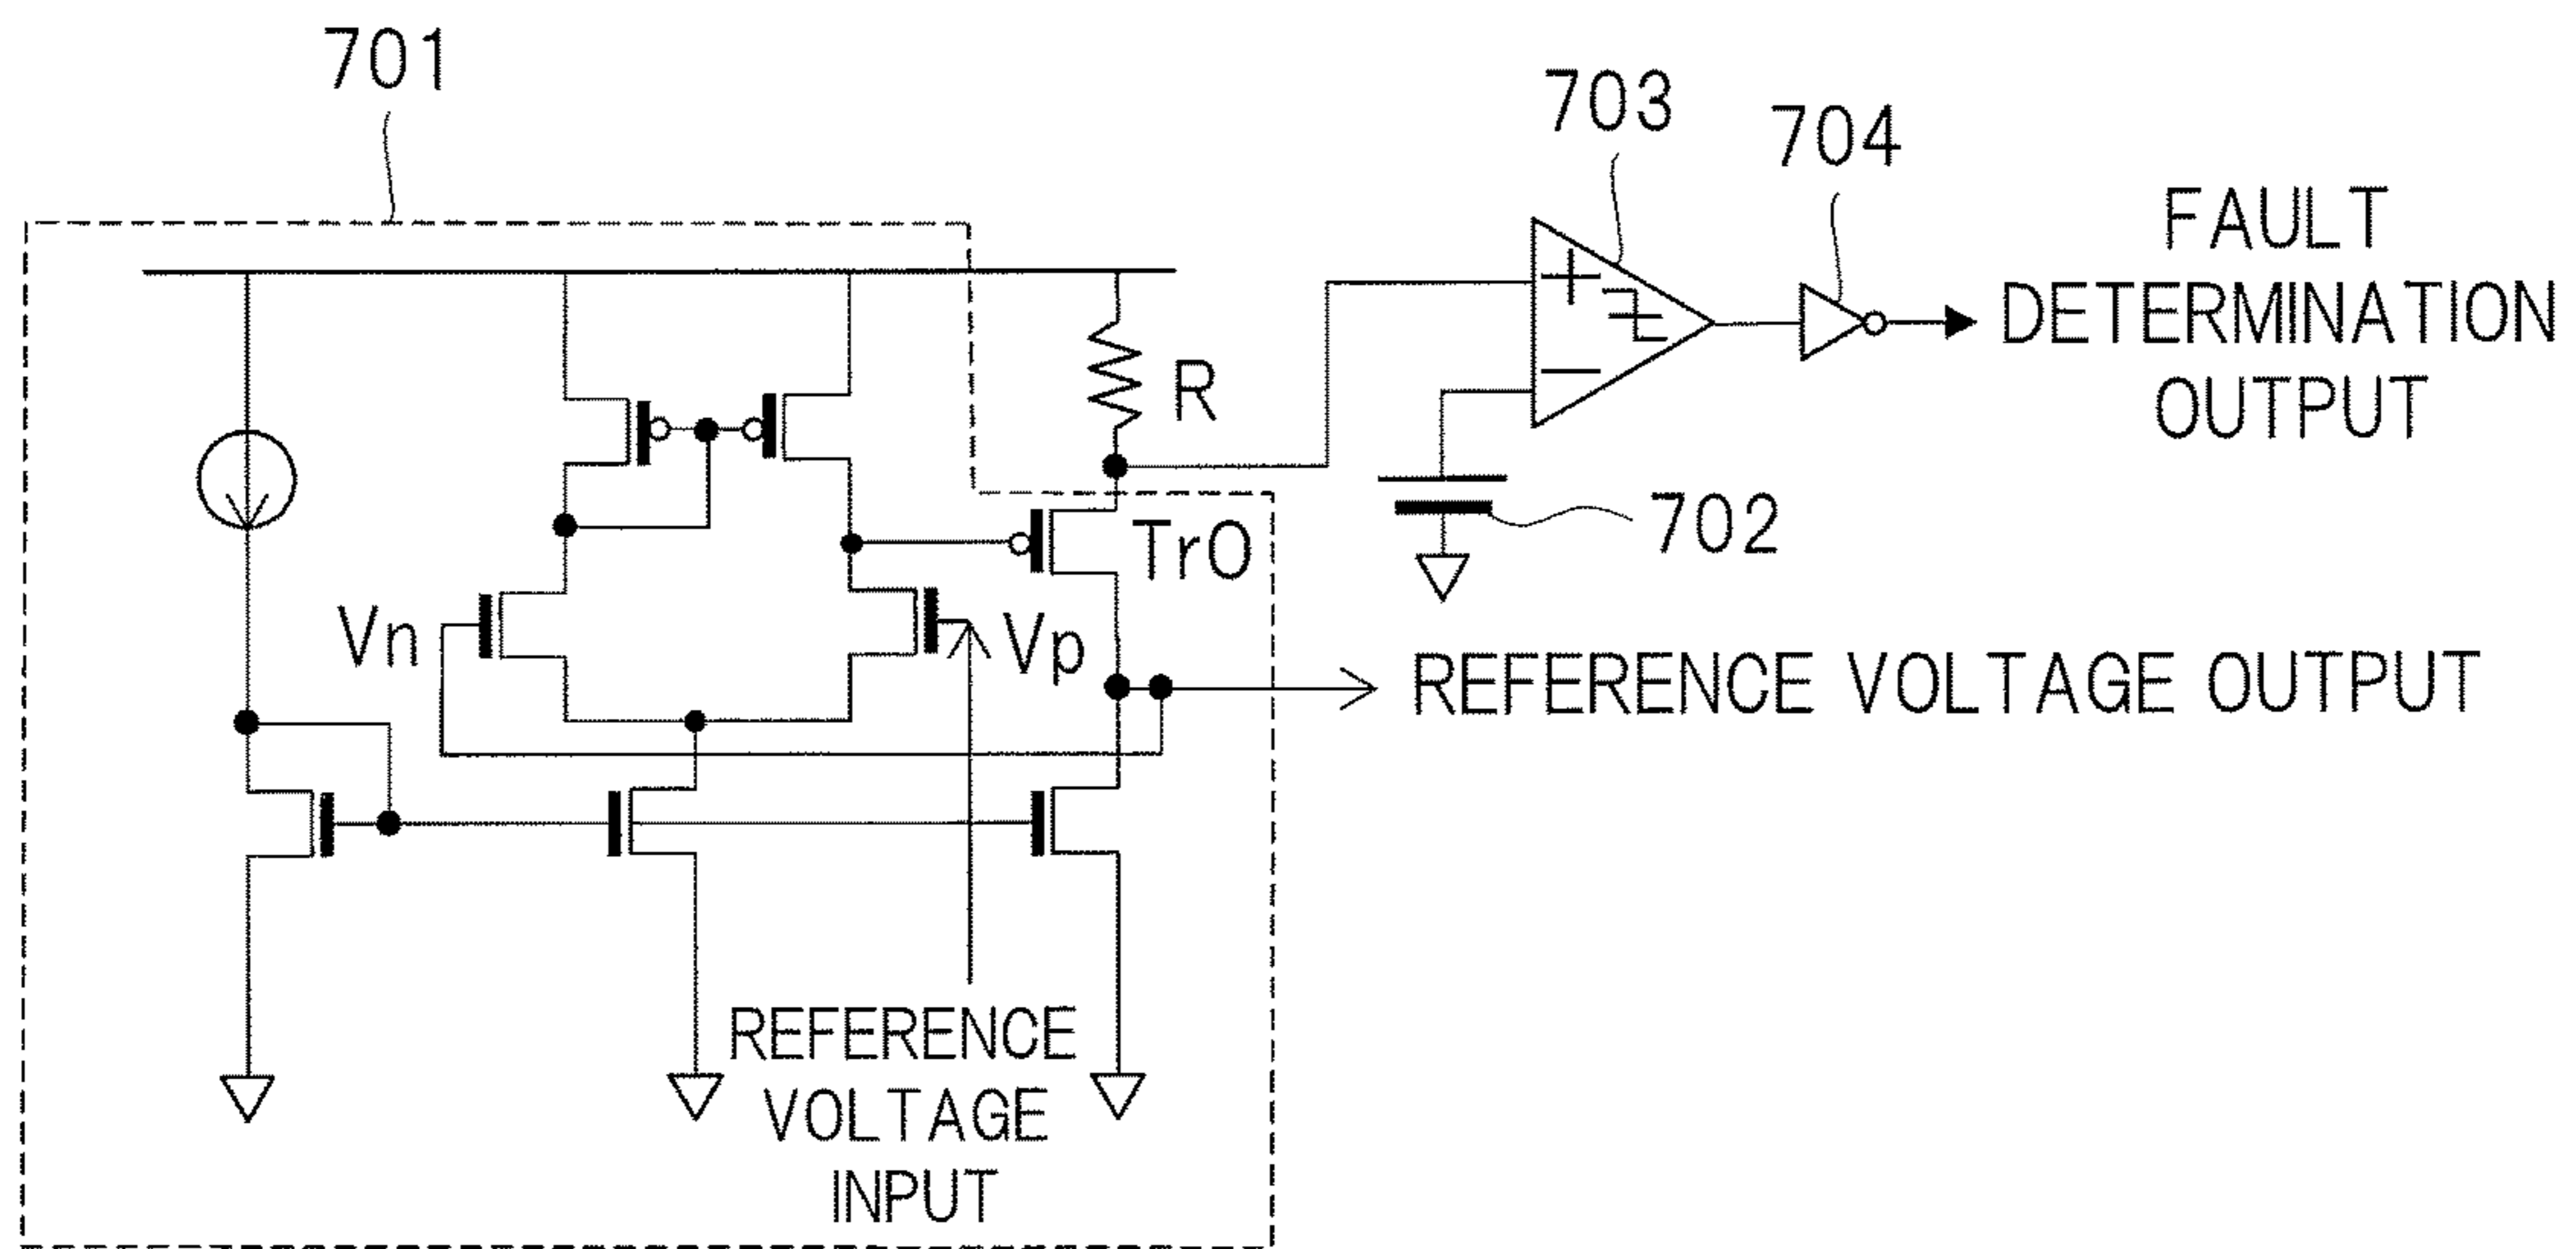 701
703
704
FAULT
DETERMINATION
OUTPUT
R
702
TrO
Vn
Vp
REFERENCE VOLTAGE OUTPUT
REFERENCE
VOLTAGE
INPUT